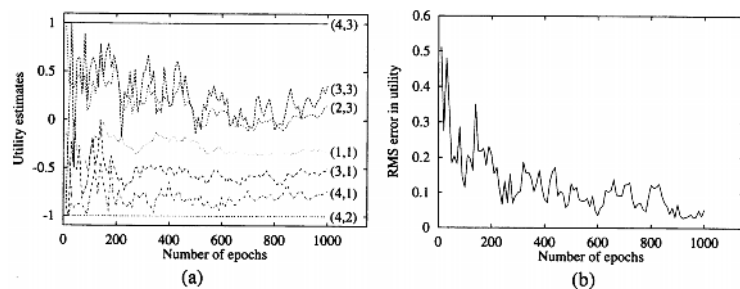 1
0.5
0
-0.5
-1
Utility estimates
(4,3)
(3,3)
(2,3)
(1,1)
(3,1)
(4,1)
(4,2)
0 200 400 600 800 1000
Number of epochs
(a)
0.6
0.5
0.4
0.3
0.2
0.1
0
RMS error in utility
0 200 400 600 800 1000
Number of epochs
(b)